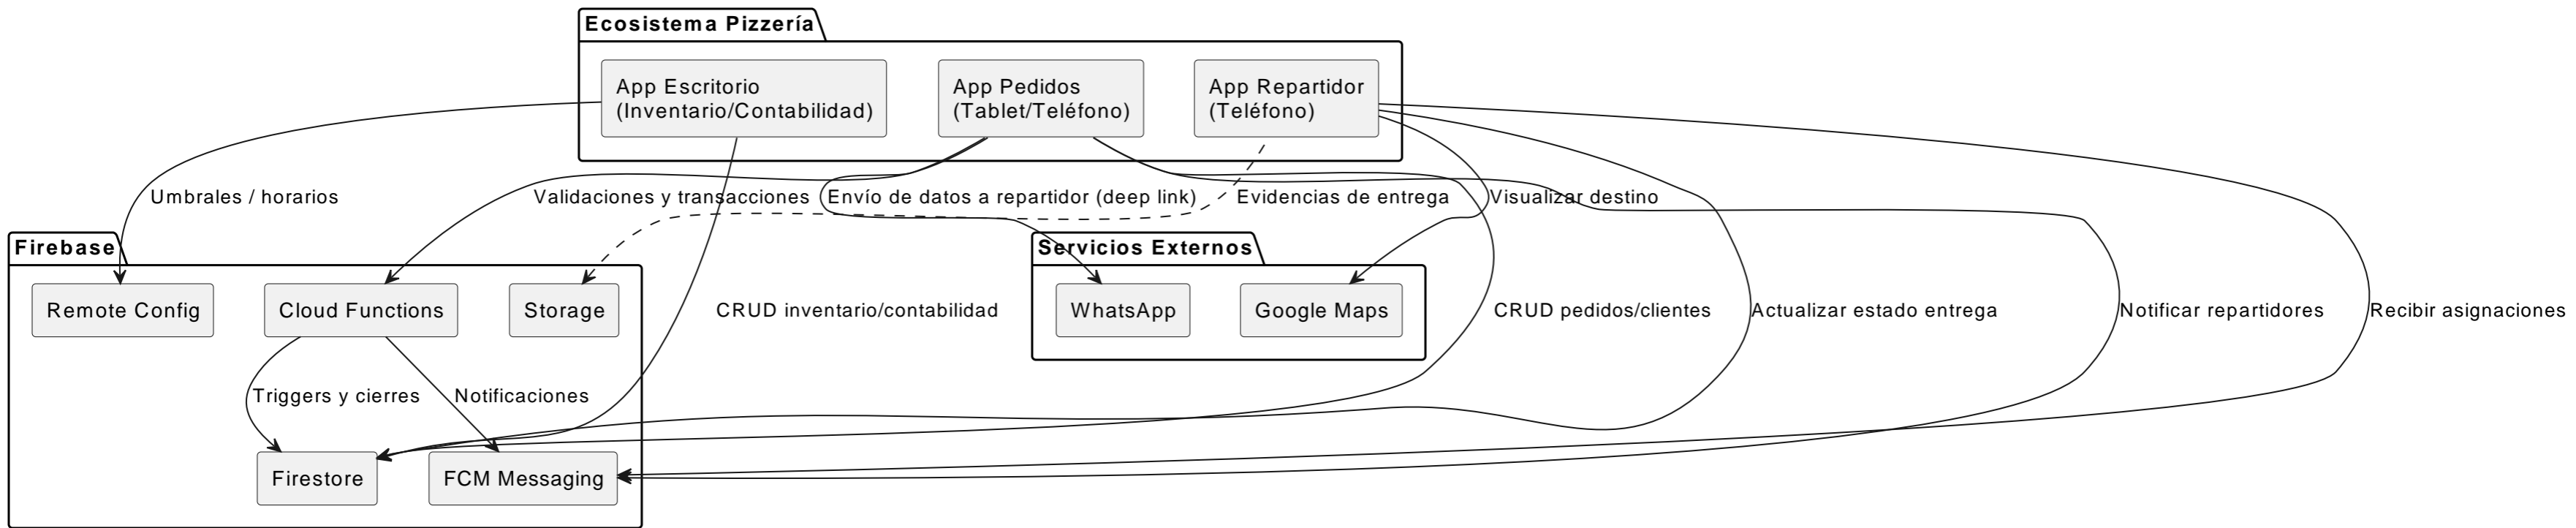 Ecosistema Pizzería
App Escritorio
(Inventario/Contabilidad)
App Pedidos
(Tablet/Teléfono)
App Repartidor
(Teléfono)
Umbrales / horarios
Validaciones y transacciones
Envío de datos a repartidor (deep link)
Evidencias de entrega
Visualizar destino
Firebase
Servicios Externos
Remote Config
Cloud Functions
Storage
CRUD inventario/contabilidad
WhatsApp
Google Maps
CRUD pedidos/clientes
Actualizar estado entrega
Notificar repartidores
Recibir asignaciones
Triggers y cierres
Notificaciones
Firestore
FCM Messaging